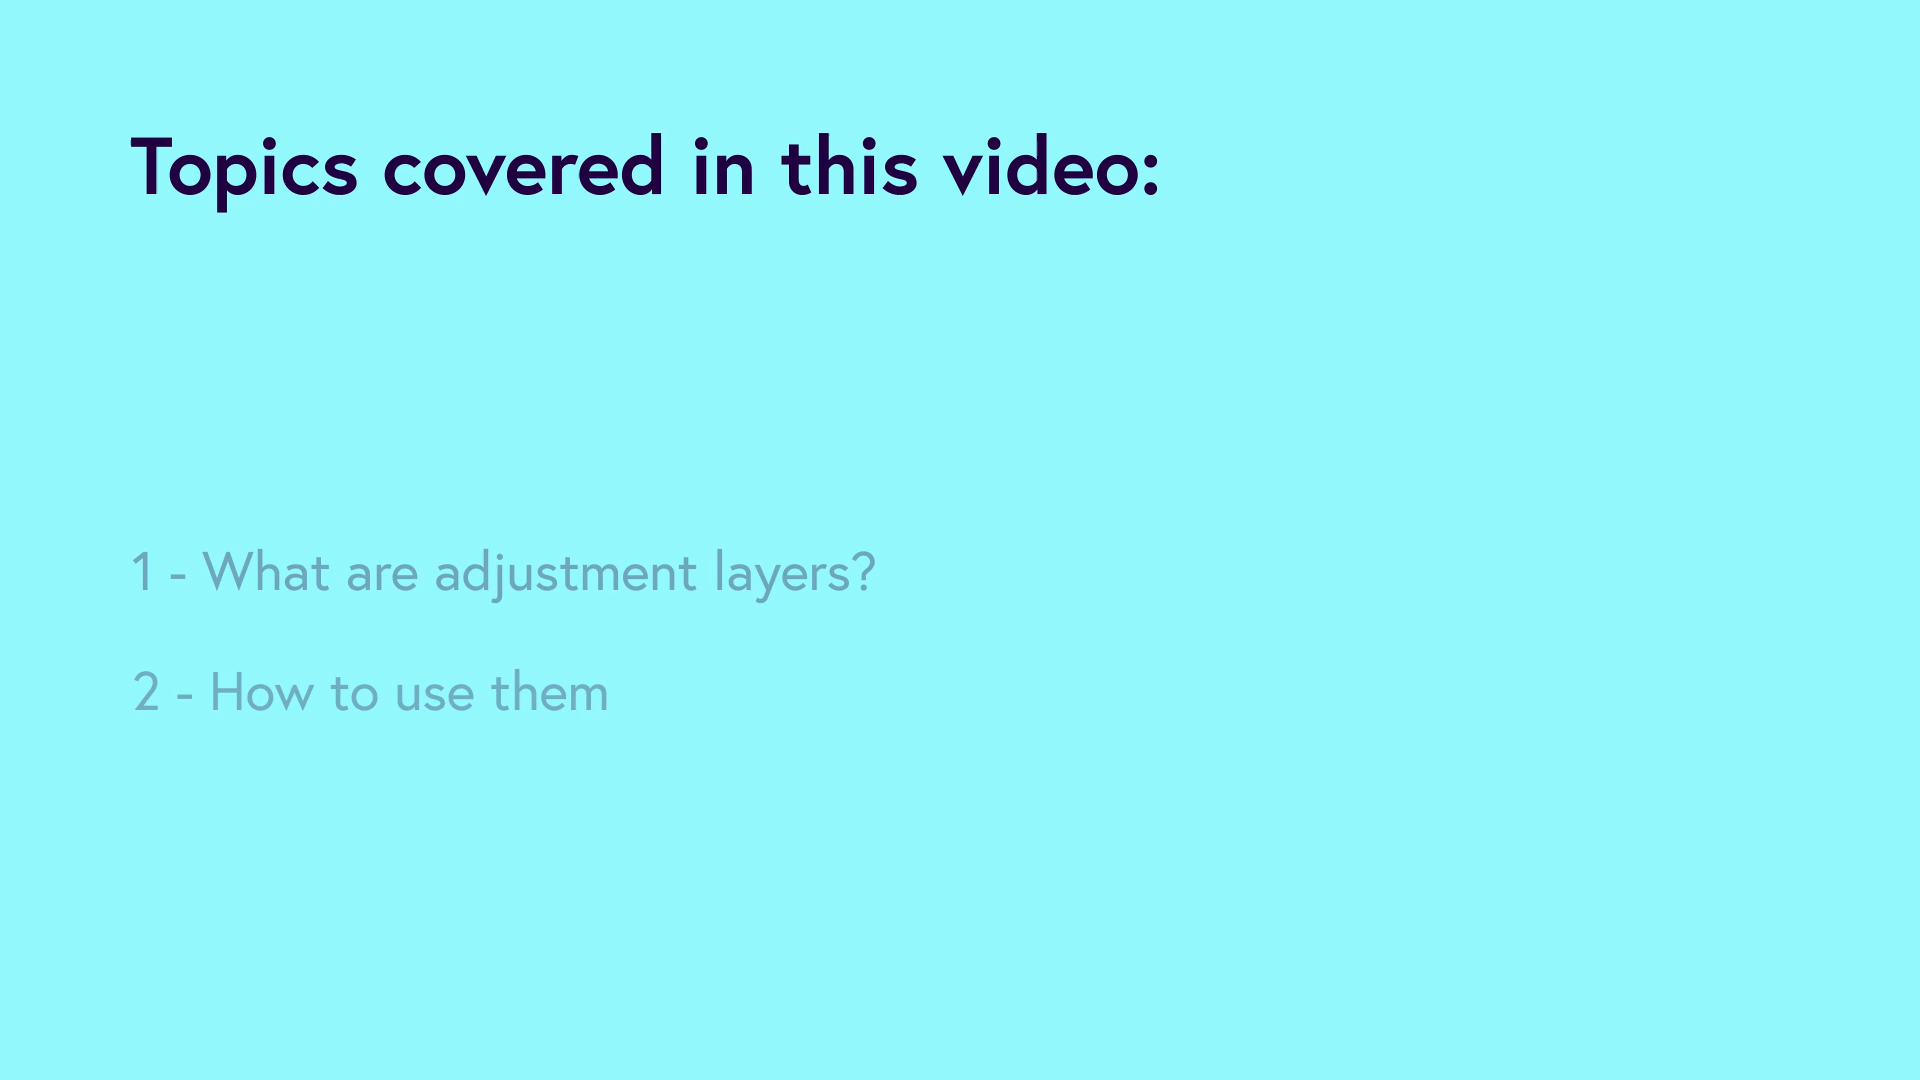 Topics covered in this video:
1 - What are adjustment layers?
2 - How to use them